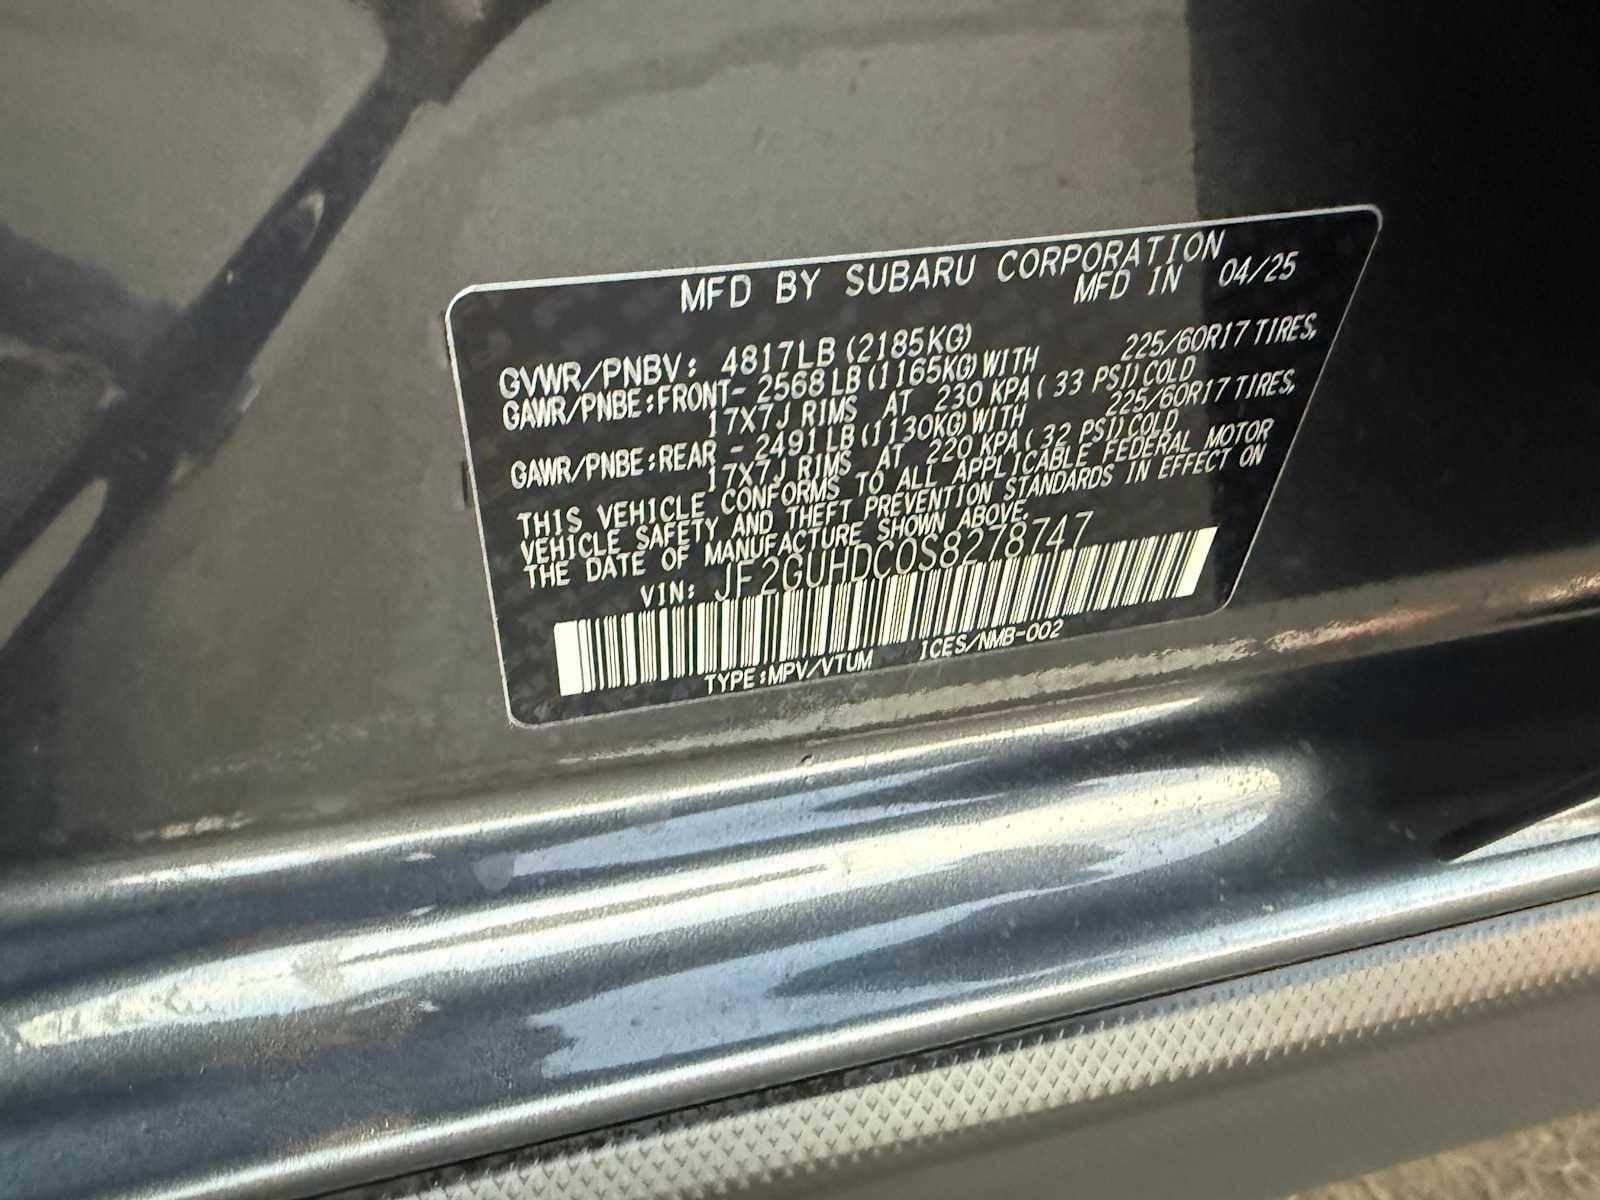 MFD BY SUBARU CORPORATION
MFD IN 04/25
GVWR/PNBV: 4817LB(2185KG)
GAWR/PNBE:FRONT- 2568LB(1165KG)WITH 225/60R17 TIRES,
17X7J RIMS AT 230 KPA( 33 PSI)COLD
GAWR/PNBE:REAR - 2491LB(1130KG)WITH 225/60R17 TIRES,
17X7J RIMS AT 220 KPA( 32 PSI)COLD
THIS VEHICLE CONFORMS TO ALL APPLICABLE FEDERAL MOTOR
VEHICLE SAFETY AND THEFT PREVENTION STANDARDS IN EFFECT ON
THE DATE OF MANUFACTURE SHOWN ABOVE.
VIN: JF2GUHDC0S8278747
TYPE:MPV/VTUM ICES/NMB-002